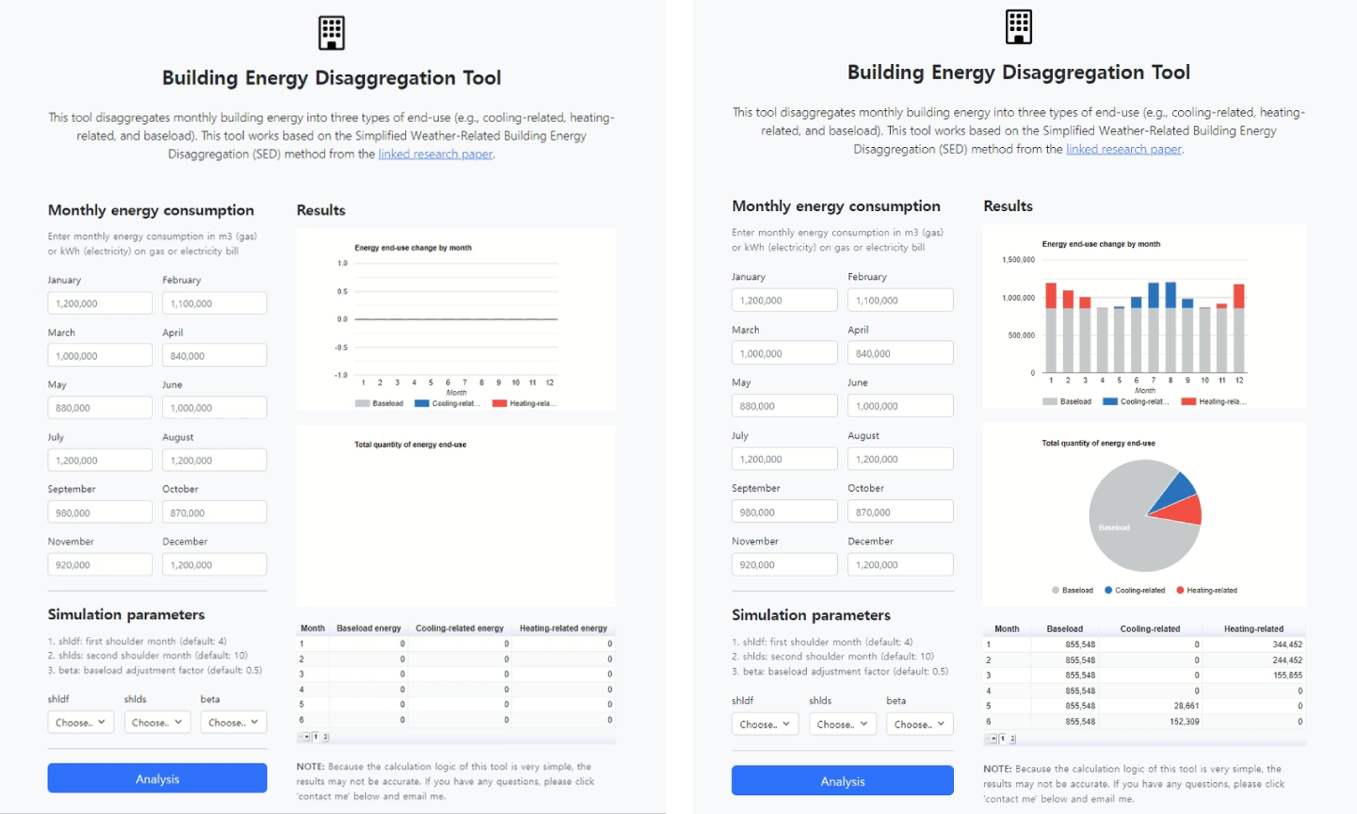 Building Energy Disaggregation Tool
This tool disaggregates monthly building energy into three types of end-use (e.g., cooling-related, heating-
related, and baseload). This tool works based on the Simplified Weather-Related Building Energy
Disaggregation (SED) method from the linked research paper.
Monthly energy consumption
Enter monthly energy consumption in m3 (gas)
or kWh (electricity) on gas or electricity bill
January February
1,200,000 1,100,000
March April
1,000,000 840,000
May June
880,000 1,000,000
July August
1,200,000 1,200,000
September October
980,000 870,000
November December
920,000 1,200,000
Simulation parameters
1. shldf: first shoulder month (default: 4)
2. shlds: second shoulder month (default: 10)
3. beta: baseload adjustment factor (default: 0.5)
shldf shlds beta
Choose.. Choose.. Choose..
Analysis
Results
Energy end-use change by month
1.0
0.5
0.0
-0.5
-1.0
1 2 3 4 5 6 7 8 9 10 11 12
Month
Baseload Cooling-relat... Heating-rela...
Total quantity of energy end-use
Month Baseload energy Cooling-related energy Heating-related energy
1 0 0 0
2 0 0 0
3 0 0 0
4 0 0 0
5 0 0 0
6 0 0 0
1 2
NOTE: Because the calculation logic of this tool is very simple, the
results may not be accurate. If you have any questions, please click
'contact me' below and email me.
Building Energy Disaggregation Tool
This tool disaggregates monthly building energy into three types of end-use (e.g., cooling-related, heating-
related, and baseload). This tool works based on the Simplified Weather-Related Building Energy
Disaggregation (SED) method from the linked research paper.
Monthly energy consumption
Enter monthly energy consumption in m3 (gas)
or kWh (electricity) on gas or electricity bill
January February
1,200,000 1,100,000
March April
1,000,000 840,000
May June
880,000 1,000,000
July August
1,200,000 1,200,000
September October
980,000 870,000
November December
920,000 1,200,000
Simulation parameters
1. shldf: first shoulder month (default: 4)
2. shlds: second shoulder month (default: 10)
3. beta: baseload adjustment factor (default: 0.5)
shldf shlds beta
Choose.. Choose.. Choose..
Analysis
Results
Energy end-use change by month
1,500,000
1,000,000
500,000
0
1 2 3 4 5 6 7 8 9 10 11 12
Month
Baseload Cooling-relat... Heating-rela...
Total quantity of energy end-use
Baseload
Baseload Cooling-related Heating-related
Month Baseload Cooling-related Heating-related
1 855,548 0 344,452
2 855,548 0 244,452
3 855,548 0 155,855
4 855,548 0 0
5 855,548 28,661 0
6 855,548 152,309 0
1 2
NOTE: Because the calculation logic of this tool is very simple, the
results may not be accurate. If you have any questions, please click
'contact me' below and email me.